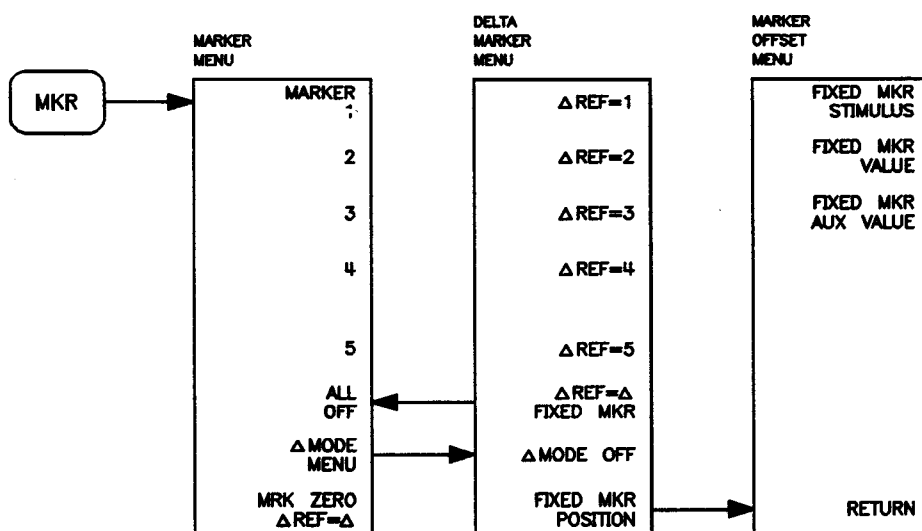 MARKER
MENU
DELTA
MARKER
MENU
MARKER
OFFSET
MENU
MKR
MARKER
1
2
3
4
5
ALL
OFF
△ MODE
MENU
MRK ZERO
△ REF=△
△ REF=1
△ REF=2
△ REF=3
△ REF=4
△ REF=5
△ REF=△
FIXED MKR
△ MODE OFF
FIXED MKR
POSITION
FIXED MKR
STIMULUS
FIXED MKR
VALUE
FIXED MKR
AUX VALUE
RETURN